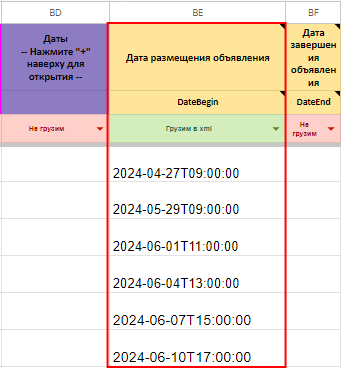 BD
BE
BF
Даты
-- Нажмите "+"
наверху для
открытия --
Дата размещения объявления
Дата
завершен
ия
объявлен
ия
DateBegin
DateEnd
Не грузим
Грузим в xml
Не
грузим
2024-04-27T09:00:00
2024-05-29T09:00:00
2024-06-01T11:00:00
2024-06-04T13:00:00
2024-06-07T15:00:00
2024-06-10T17:00:00